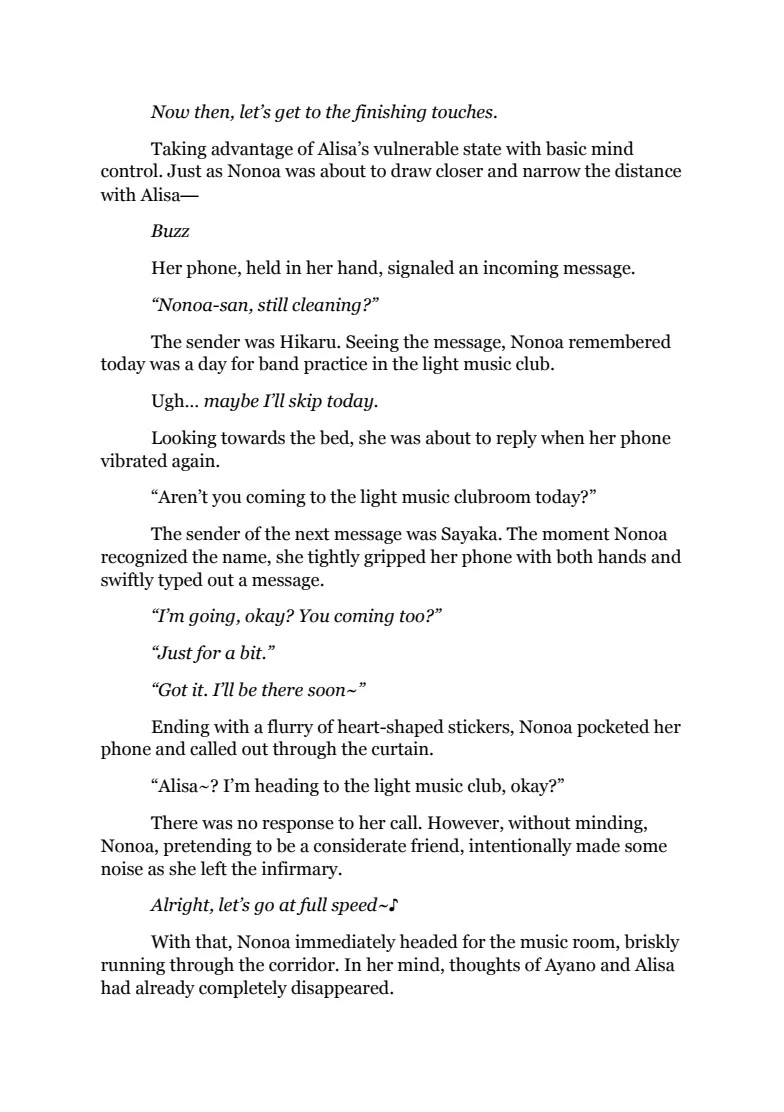 Now then, let’s get to the finishing touches.
Taking advantage of Alisa’s vulnerable state with basic mind
control. Just as Nonoa was about to draw closer and narrow the distance
with Alisa—
Buzz
Her phone, held in her hand, signaled an incoming message.
“Nonoa-san, still cleaning?”
The sender was Hikaru. Seeing the message, Nonoa remembered
today was a day for band practice in the light music club.
Ugh… maybe I’ll skip today.
Looking towards the bed, she was about to reply when her phone
vibrated again.
“Aren’t you coming to the light music clubroom today?”
The sender of the next message was Sayaka. The moment Nonoa
recognized the name, she tightly gripped her phone with both hands and
swiftly typed out a message.
“I’m going, okay? You coming too?”
“Just for a bit.”
“Got it. I’ll be there soon~”
Ending with a flurry of heart-shaped stickers, Nonoa pocketed her
phone and called out through the curtain.
“Alisa~? I’m heading to the light music club, okay?”
There was no response to her call. However, without minding,
Nonoa, pretending to be a considerate friend, intentionally made some
noise as she left the infirmary.
Alright, let’s go at full speed~♪
With that, Nonoa immediately headed for the music room, briskly
running through the corridor. In her mind, thoughts of Ayano and Alisa
had already completely disappeared.